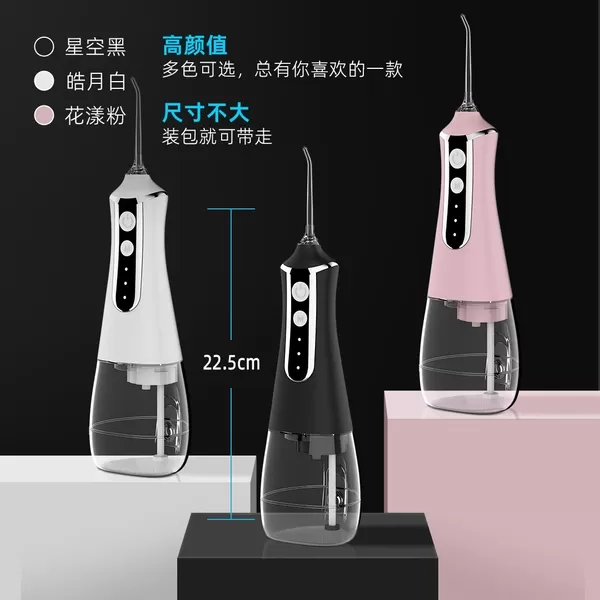 星空黑
皓月白
花漾粉
高颜值
多色可选，总有你喜欢的一款
尺寸不大
装包就可带走
22.5cm